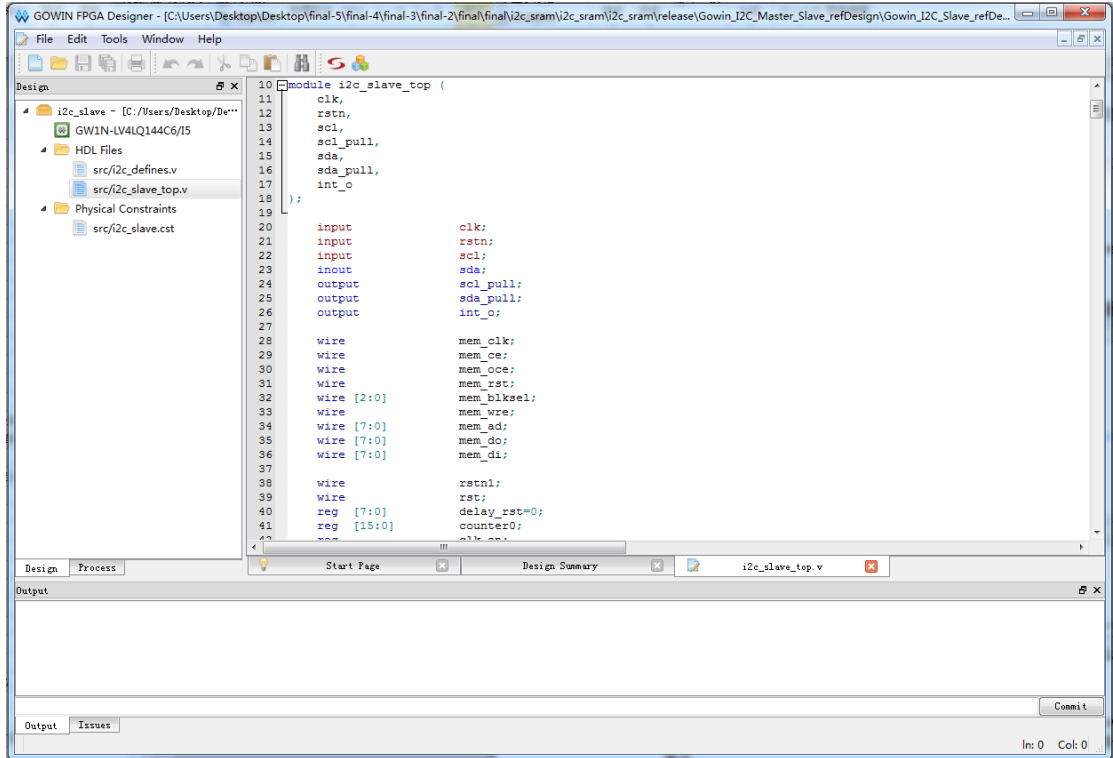 GOWIN FPGA Designer - [C:\Users\Desktop\Desktop\final-5\final-4\final-3\final-2\final\final\i2c_sram\i2c_sram\i2c_sram\release\Gowin_I2C_Master_Slave_refDesign\Gowin_I2C_Slave_refDe...
File Edit Tools Window Help
Design
i2c_slave - [C:/Users/Desktop/De...
GW1N-LV4LQ144C6/I5
HDL Files
src/i2c_defines.v
src/i2c_slave_top.v
Physical Constraints
src/i2c_slave.cst
Design Process
10 module i2c_slave_top (
11 clk,
12 rstn,
13 scl,
14 scl_pull,
15 sda,
16 sda_pull,
17 int_o
18 );
19
20 input clk;
21 input rstn;
22 input scl;
23 inout sda;
24 output scl_pull;
25 output sda_pull;
26 output int_o;
27
28 wire mem_clk;
29 wire mem_ce;
30 wire mem_oce;
31 wire mem_rst;
32 wire [2:0] mem_blksel;
33 wire mem_wre;
34 wire [7:0] mem_ad;
35 wire [7:0] mem_do;
36 wire [7:0] mem_di;
37
38 wire rstn1;
39 wire rst;
40 reg [7:0] delay_rst=0;
41 reg [15:0] counter0;
42 reg clk_en;
Start Page Design Summary i2c_slave_top.v
Output
Commit
Output Issues
ln: 0 Col: 0